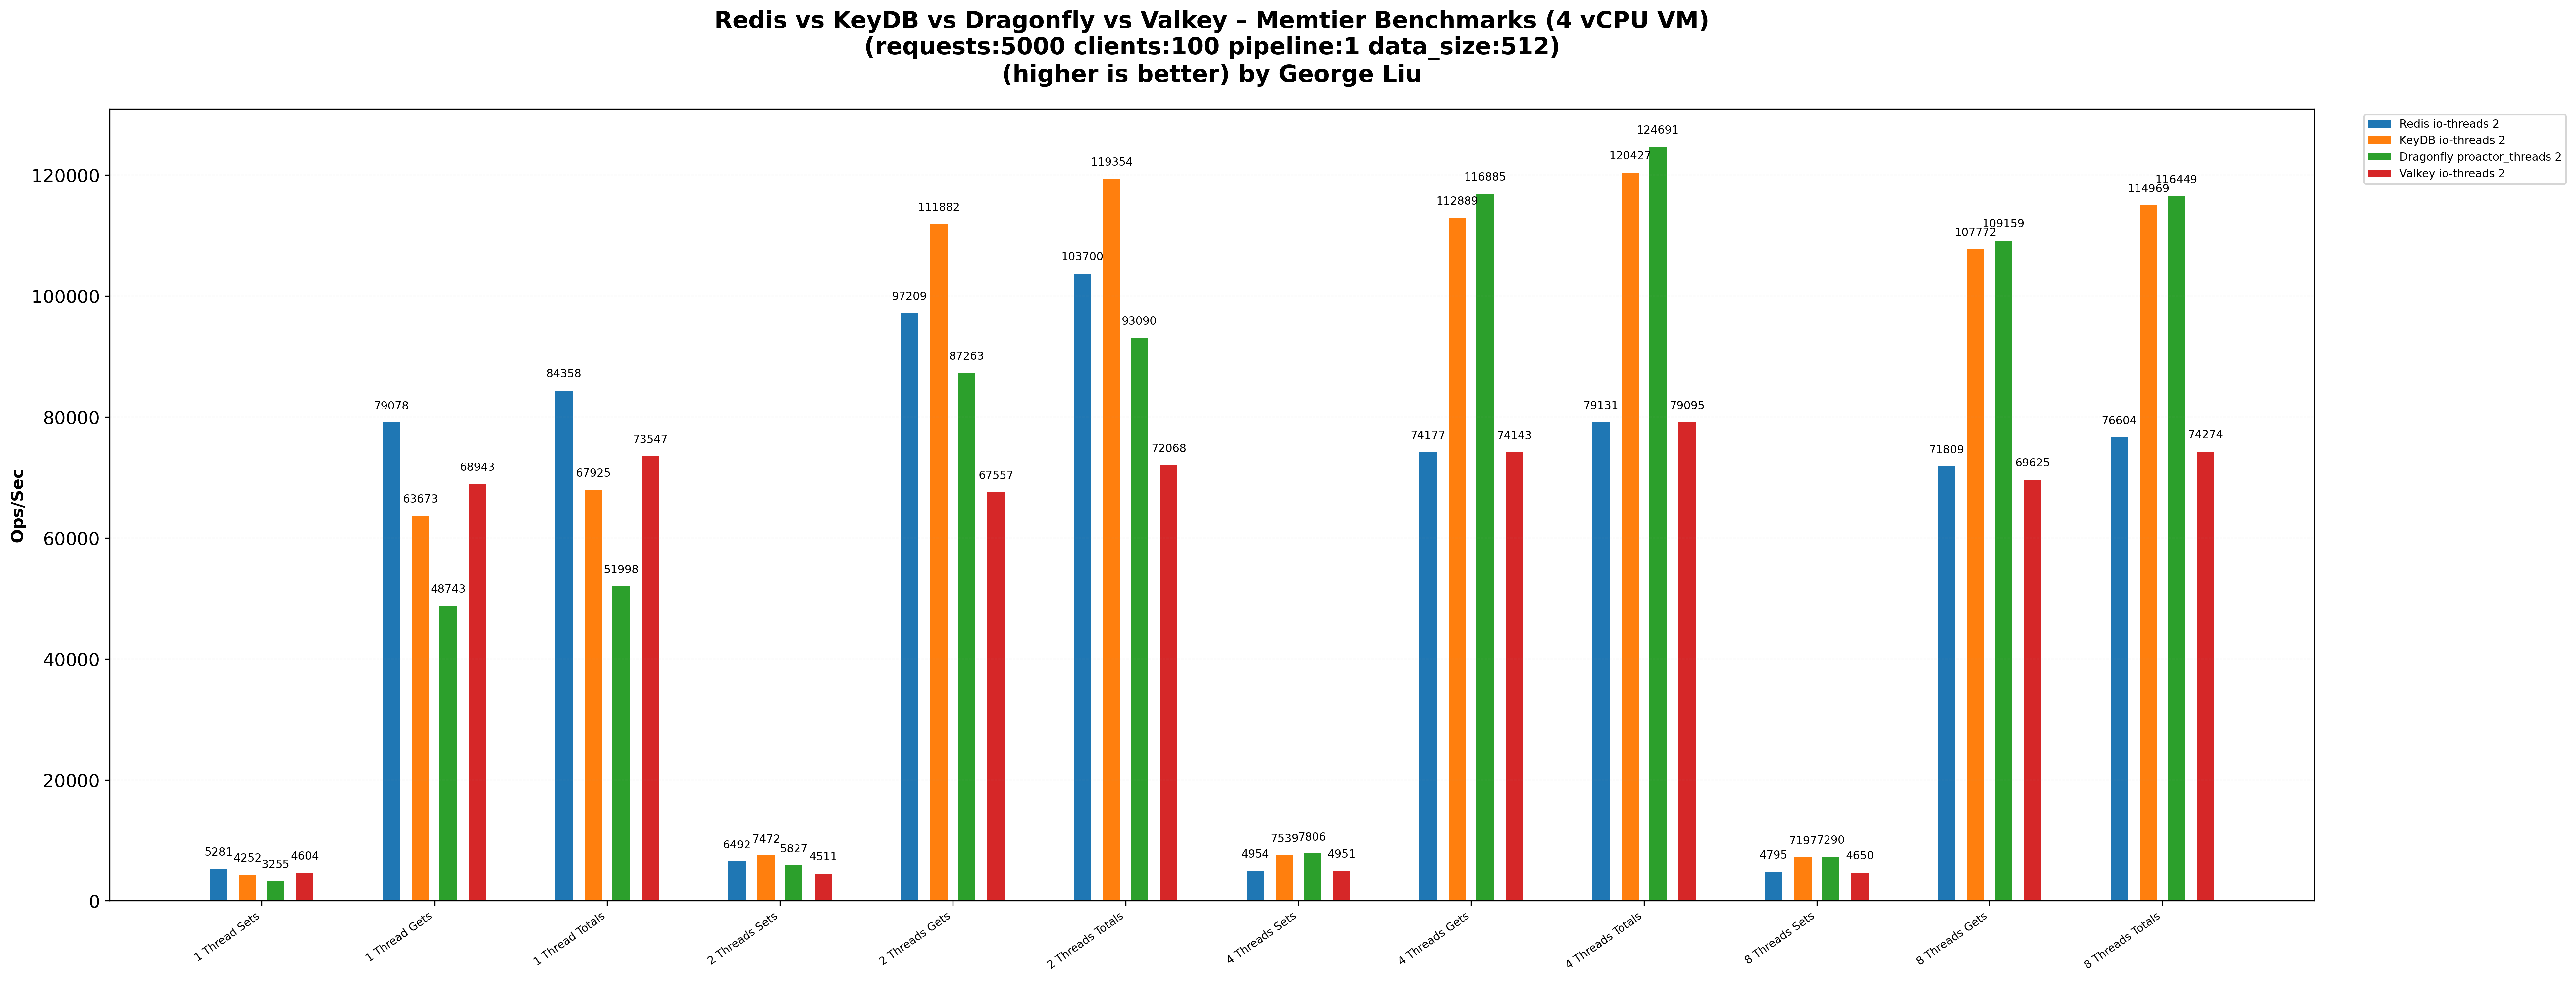 Redis vs KeyDB vs Dragonfly vs Valkey – Memtier Benchmarks (4 vCPU VM)
(requests:5000 clients:100 pipeline:1 data_size:512)
(higher is better) by George Liu
Redis io-threads 2
KeyDB io-threads 2
Dragonfly proactor_threads 2
Valkey io-threads 2
Ops/Sec
120000
100000
80000
60000
40000
20000
0
5281
4252
3255
4604
79078
63673
48743
68943
84358
67925
51998
73547
6492
7472
5827
4511
97209
111882
87263
67557
103700
119354
93090
72068
4954
7539
7806
4951
74177
112889
116885
74143
79131
120427
124691
79095
4795
7197
7290
4650
71809
107772
109159
69625
76604
114969
116449
74274
1 Thread Sets
1 Thread Gets
1 Thread Totals
2 Threads Sets
2 Threads Gets
2 Threads Totals
4 Threads Sets
4 Threads Gets
4 Threads Totals
8 Threads Sets
8 Threads Gets
8 Threads Totals